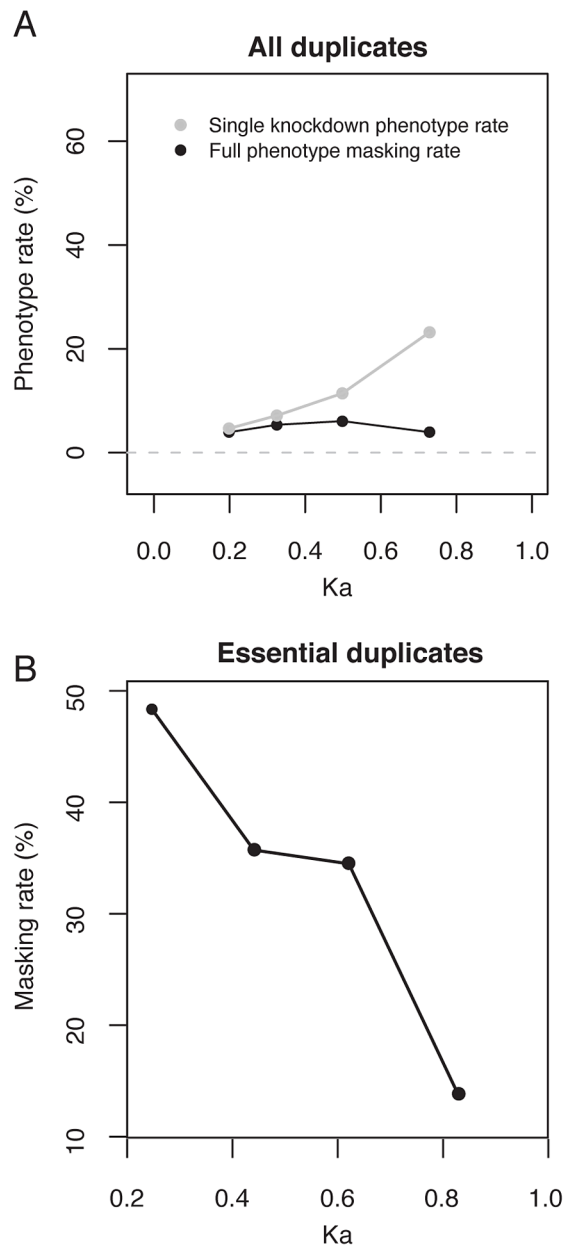 A
All duplicates
Single knockdown phenotype rate
Full phenotype masking rate
Phenotype rate (%)
60
40
20
0
0.0 0.2 0.4 0.6 0.8 1.0
Ka
B
Essential duplicates
Masking rate (%)
50
40
30
20
10
0.2 0.4 0.6 0.8 1.0
Ka